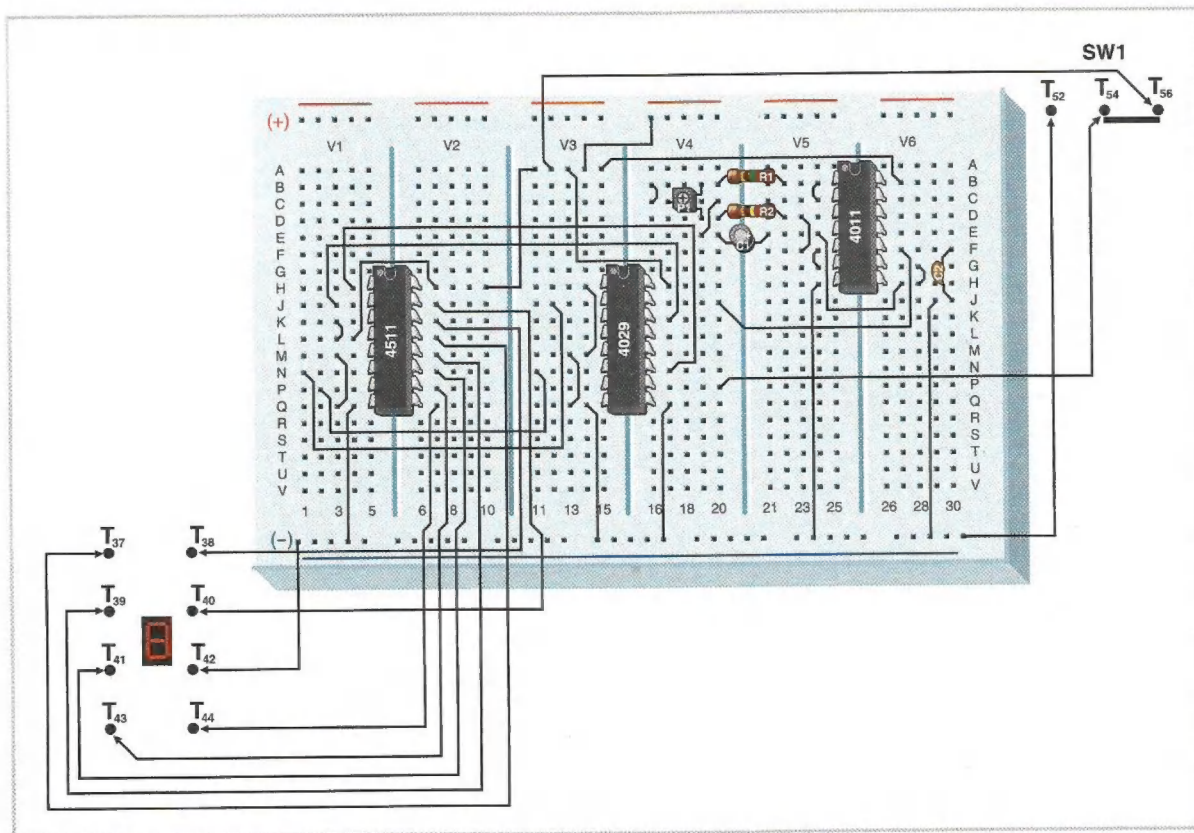 SW1
T52 T54 T56
(+)
V1 V2 V3 V4 V5 V6
A A
B B
C C
D D
E E
F F
G G
H H
J J
K K
L L
M M
N N
P P
Q Q
R R
S S
T T
U U
V V
R1
R2
C2
4011
4511
4029
1 3 5 6 8 10 11 13 15 16 18 20 21 23 25 26 28 30
(−)
T37 T38
T39 T40
T41 T42
T43 T44